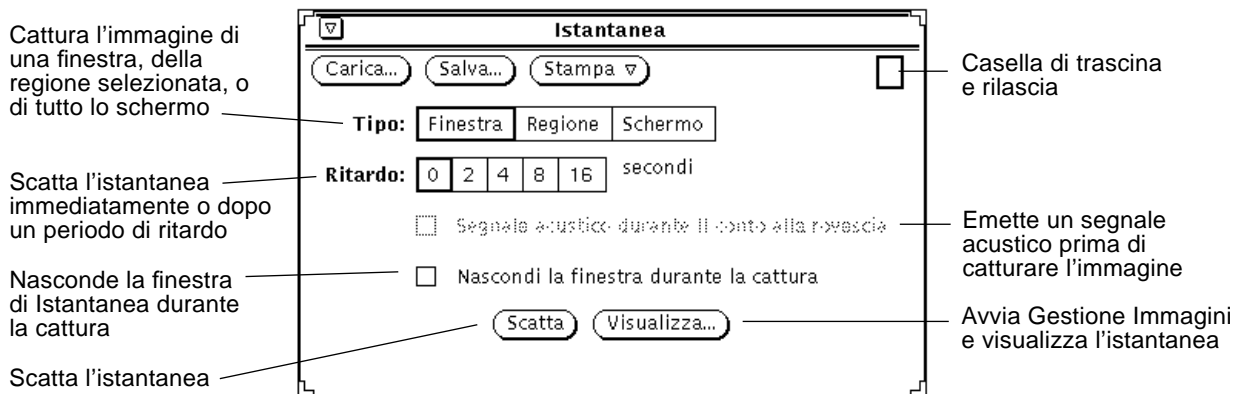 Cattura l'immagine di
una finestra, della
regione selezionata, o
di tutto lo schermo
Scatta l'istantanea
immediatamente o dopo
un periodo di ritardo
Nasconde la finestra
di Istantanea durante
la cattura
Scatta l'istantanea
Istantanea
Carica... Salva... Stampa
Tipo: Finestra Regione Schermo
Ritardo: 0 2 4 8 16 secondi
Segnale acustico durante il conto alla rovescia
Nascondi la finestra durante la cattura
Scatta Visualizza...
Casella di trascina
e rilascia
Emette un segnale
acustico prima di
catturare l'immagine
Avvia Gestione Immagini
e visualizza l'istantanea